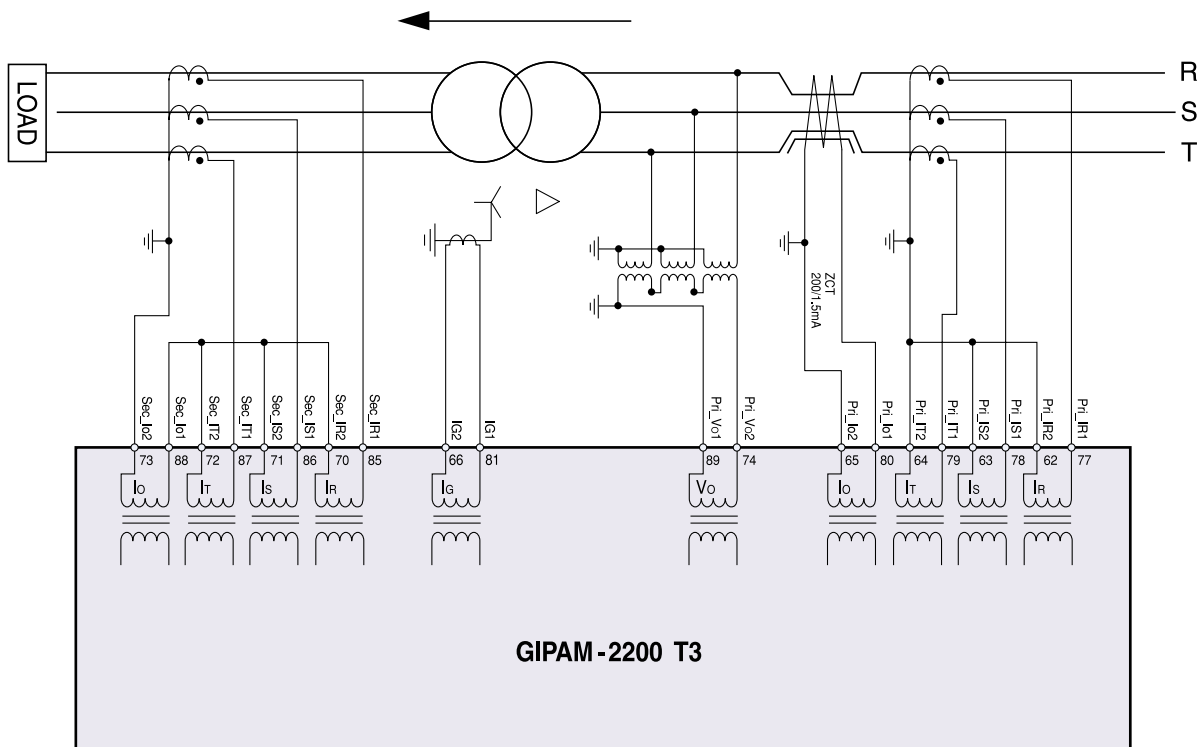 R
LOAD
S
T
ZCT
200/1.5mA
Sec_Io2
Sec_Io1
Sec_IT2
Sec_IT1
Sec_IS2
Sec_IS1
Sec_IR2
Sec_IR1
IG2
IG1
Pri_Vo1
Pri_Vo2
Pri_Io2
Pri_Io1
Pri_IT2
Pri_IT1
Pri_IS2
Pri_IS1
Pri_IR2
Pri_IR1
73 88 72 87 71 86 70 85 66 81 89 74 65 80 64 79 63 78 62 77
IO IT IS IR IG VO IO IT IS IR
GIPAM-2200 T3